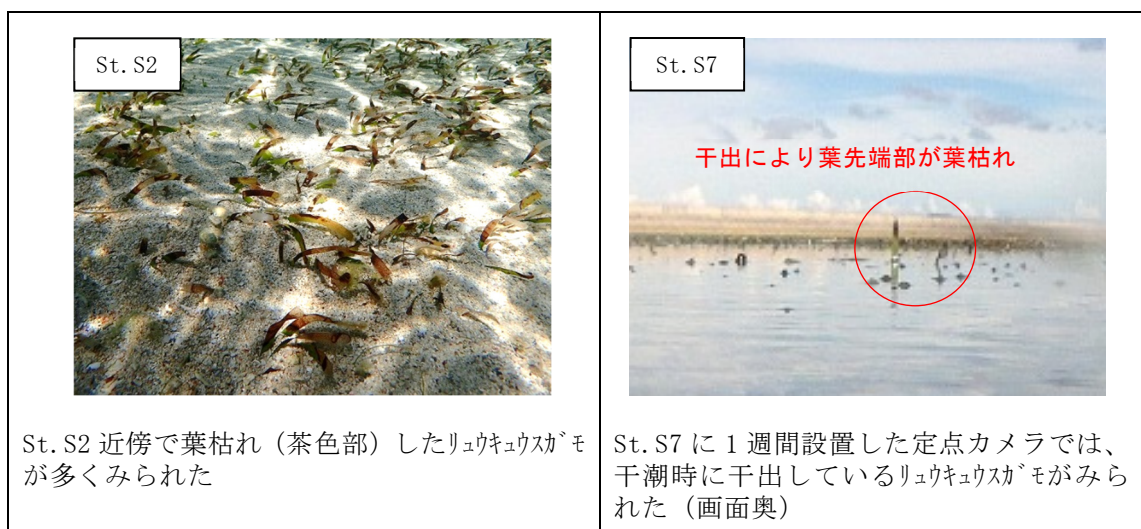 St.S2
St.S7
干出により葉先端部が葉枯れ
St.S2 近傍で葉枯れ（茶色部）したﾘｭｳｷｭｳｽｶﾞﾓ
が多くみられた
St.S7 に 1 週間設置した定点カメラでは、
干潮時に干出しているﾘｭｳｷｭｳｽｶﾞﾓがみら
れた（画面奥）